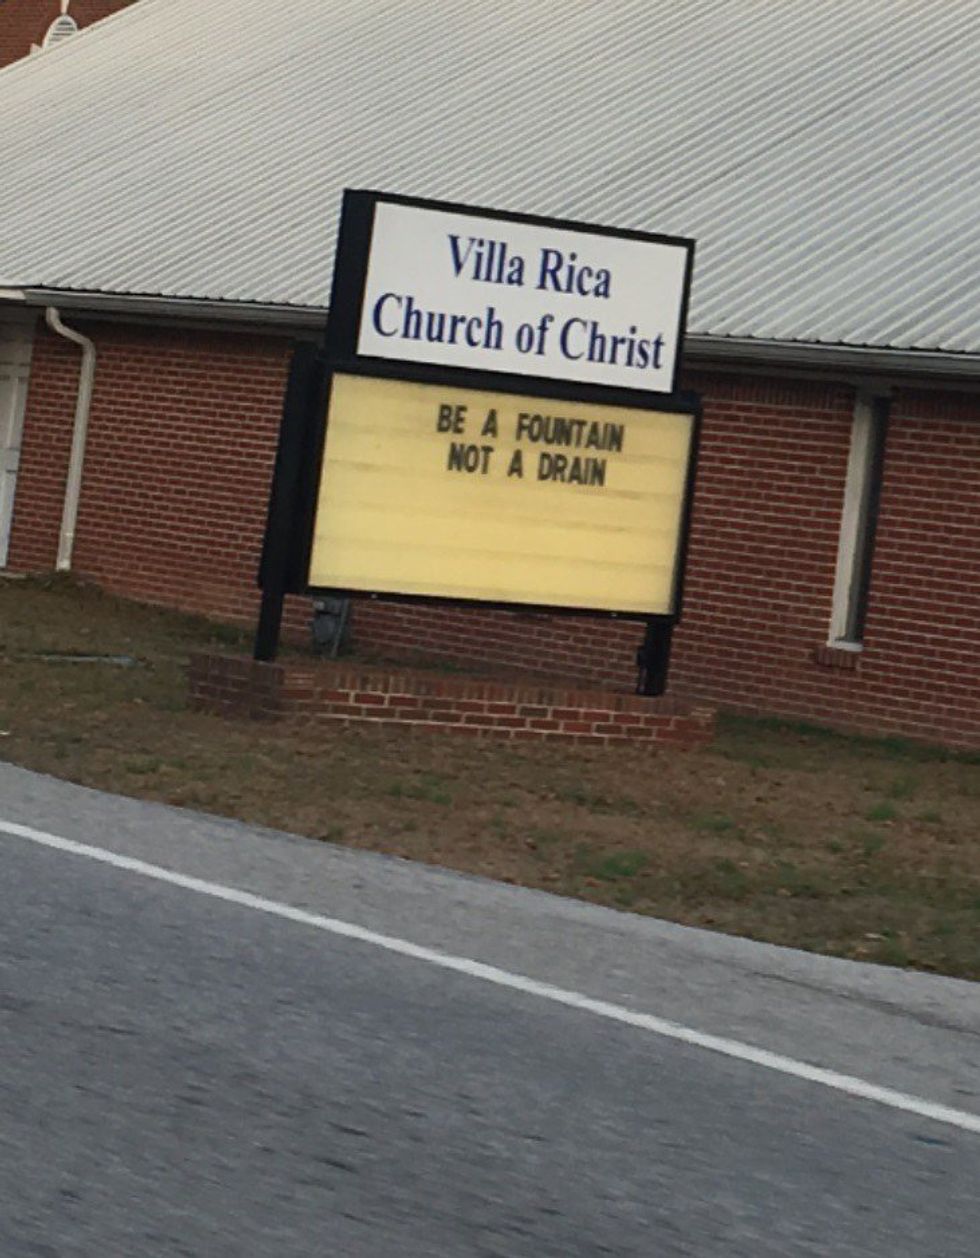 Villa Rica
Church of Christ
BE A FOUNTAIN
NOT A DRAIN